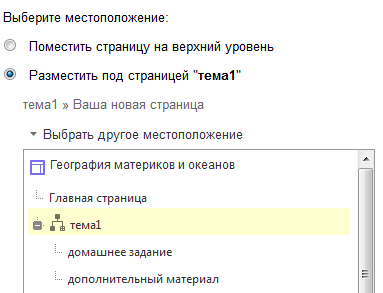 Выберите местоположение:
Поместить страницу на верхний уровень
Разместить под страницей "тема1"
тема1 » Ваша новая страница
Выбрать другое местоположение
География материков и океанов
Главная страница
тема1
домашнее задание
дополнительный материал